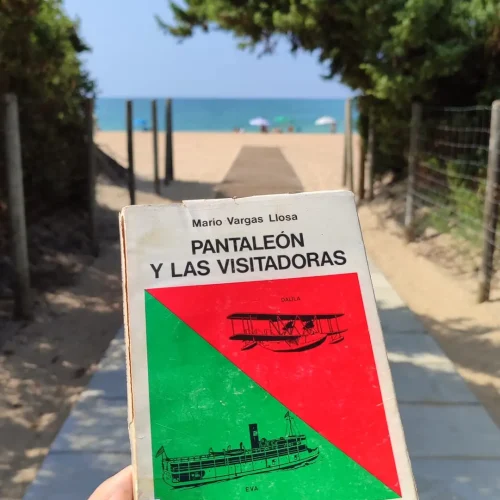 Mario Vargas Llosa
PANTALEÓN
Y LAS VISITADORAS
DALILA
EVA